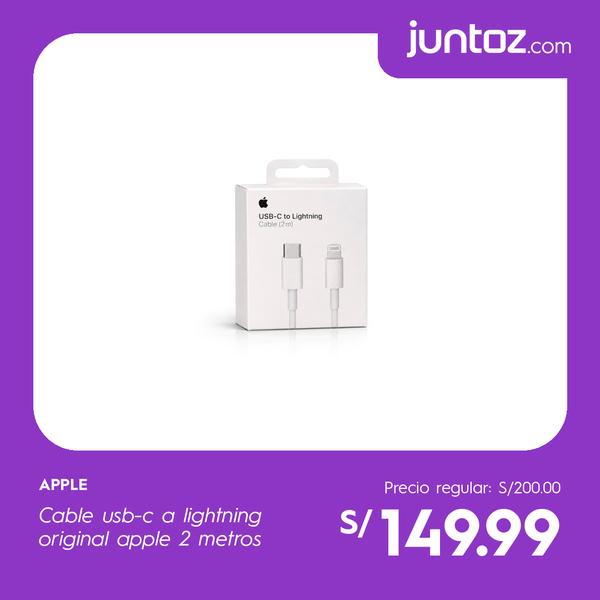 juntoz.com
USB-C to Lightning
Cable (2m)
APPLE
Cable usb-c a lightning
original apple 2 metros
Precio regular: S/200.00
S/149.99